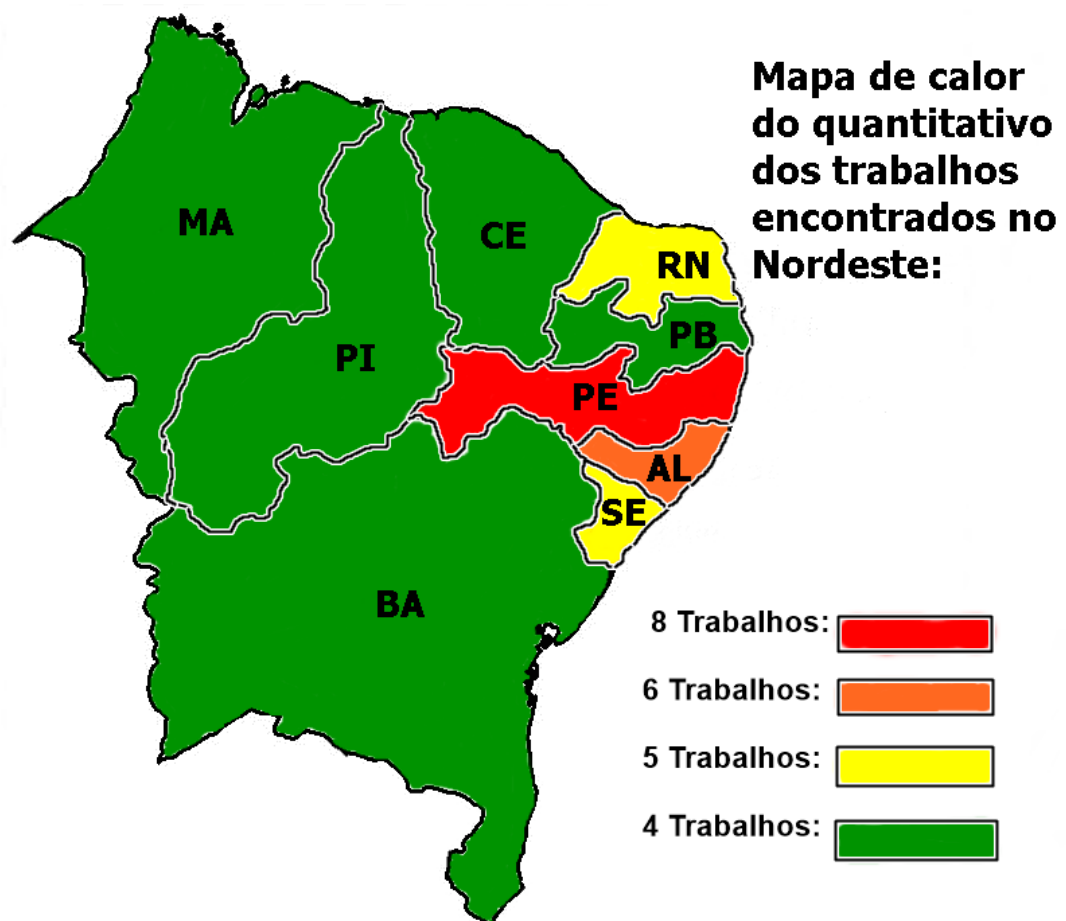 Mapa de calor
do quantitativo
dos trabalhos
encontrados no
Nordeste:
MA
CE
RN
PB
PI
PE
AL
SE
BA
8 Trabalhos:
6 Trabalhos:
5 Trabalhos:
4 Trabalhos: